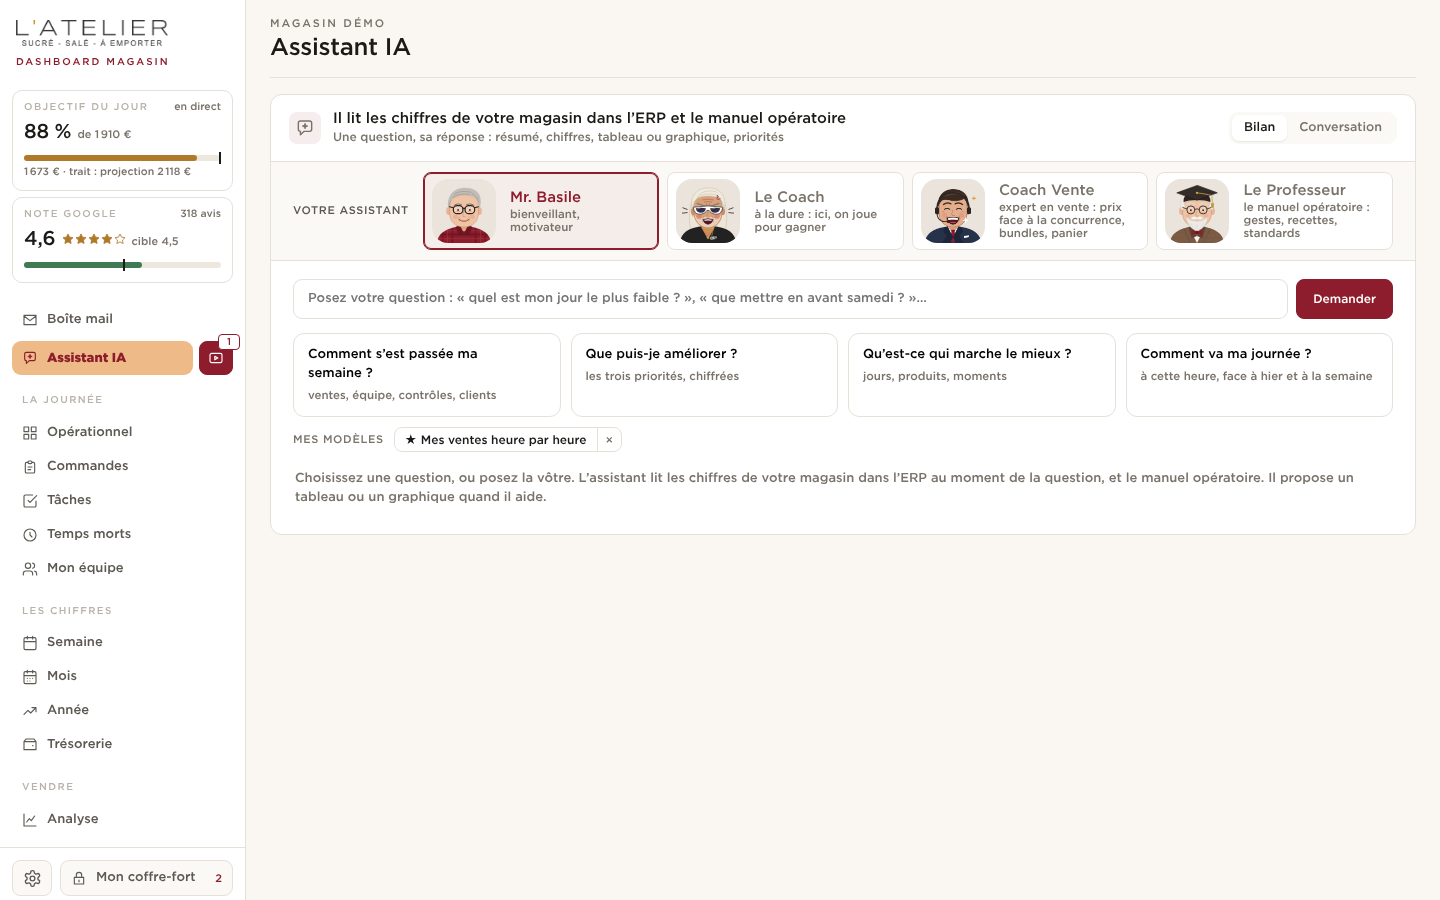 L'ATELIER
SUCRÉ - SALÉ - À EMPORTER
DASHBOARD MAGASIN
OBJECTIF DU JOUR en direct
88 % de 1 910 €
1 673 € · trait : projection 2 118 €
NOTE GOOGLE 318 avis
4,6 ★★★★☆ cible 4,5
Boîte mail
Assistant IA 1
LA JOURNÉE
Opérationnel
Commandes
Tâches
Temps morts
Mon équipe
LES CHIFFRES
Semaine
Mois
Année
Trésorerie
VENDRE
Analyse
Mon coffre-fort 2
MAGASIN DÉMO
Assistant IA
Il lit les chiffres de votre magasin dans l'ERP et le manuel opératoire
Une question, sa réponse : résumé, chiffres, tableau ou graphique, priorités
Bilan Conversation
VOTRE ASSISTANT
Mr. Basile
bienveillant,
motivateur
Le Coach
à la dure : ici, on joue
pour gagner
Coach Vente
expert en vente : prix
face à la concurrence,
bundles, panier
Le Professeur
le manuel opératoire :
gestes, recettes,
standards
Posez votre question : « quel est mon jour le plus faible ? », « que mettre en avant samedi ? »…
Demander
Comment s'est passée ma
semaine ?
ventes, équipe, contrôles, clients
Que puis-je améliorer ?
les trois priorités, chiffrées
Qu'est-ce qui marche le mieux ?
jours, produits, moments
Comment va ma journée ?
à cette heure, face à hier et à la semaine
MES MODÈLES ★ Mes ventes heure par heure ×
Choisissez une question, ou posez la vôtre. L'assistant lit les chiffres de votre magasin dans l'ERP au moment de la question, et le manuel opératoire. Il propose un
tableau ou un graphique quand il aide.